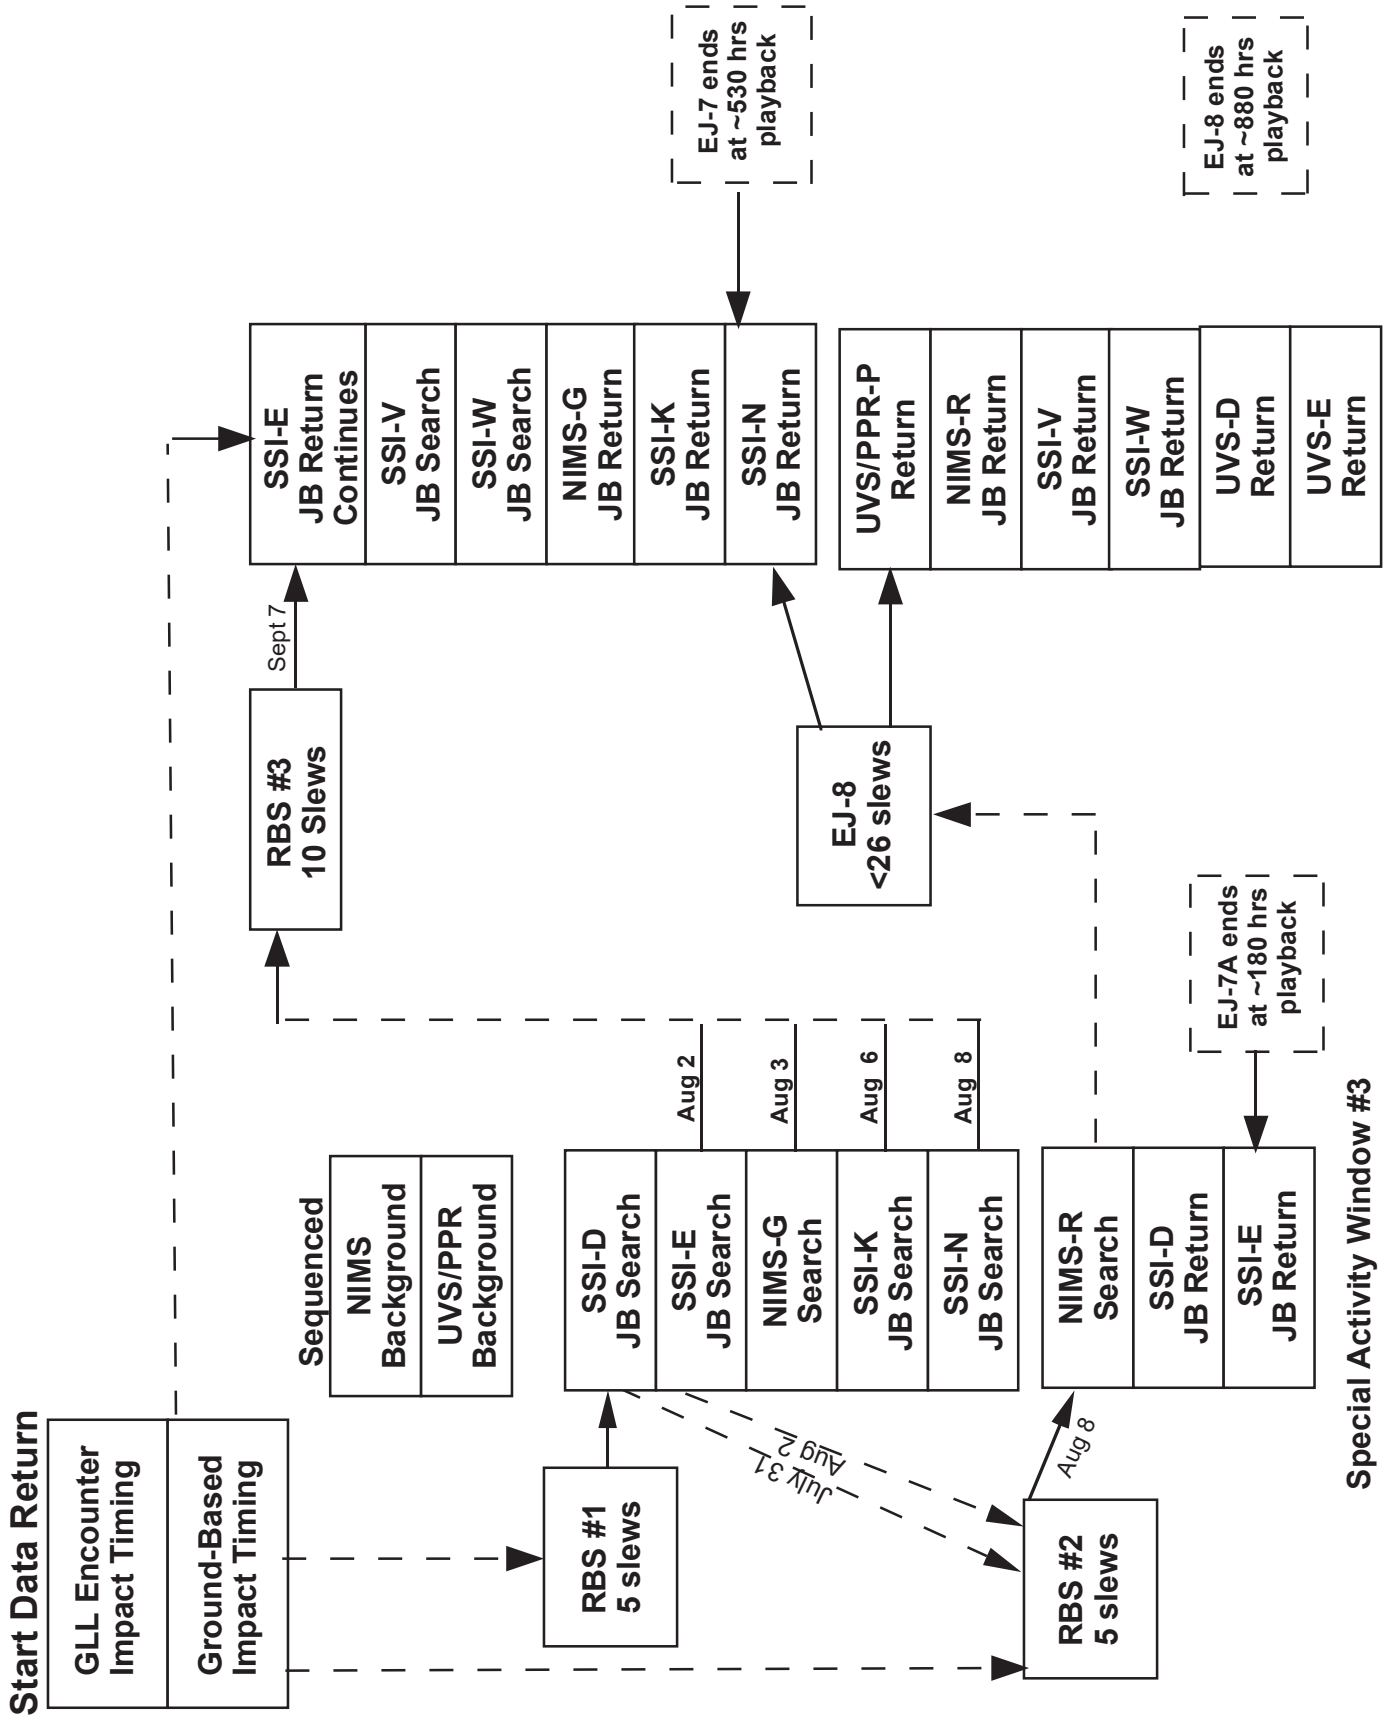 Start Data Return
GLL Encounter
Impact Timing
Ground-Based
Impact Timing
RBS #1
5 slews
RBS #2
5 slews
July 31
Aug 2
Aug 8
Sequenced
NIMS
Background
UVS/PPR
Background
SSI-D
JB Search
SSI-E
JB Search
NIMS-G
Search
SSI-K
JB Search
SSI-N
JB Search
NIMS-R
Search
SSI-D
JB Return
SSI-E
JB Return
Special Activity Window #3
Aug 2
Aug 3
Aug 6
Aug 8
EJ-7A ends
at ~180 hrs
playback
RBS #3
10 Slews
EJ-8
<26 slews
Sept 7
SSI-E
JB Return
Continues
SSI-V
JB Search
SSI-W
JB Search
NIMS-G
JB Return
SSI-K
JB Return
SSI-N
JB Return
UVS/PPR-P
Return
NIMS-R
JB Return
SSI-V
JB Return
SSI-W
JB Return
UVS-D
Return
UVS-E
Return
EJ-7 ends
at ~530 hrs
playback
EJ-8 ends
at ~880 hrs
playback